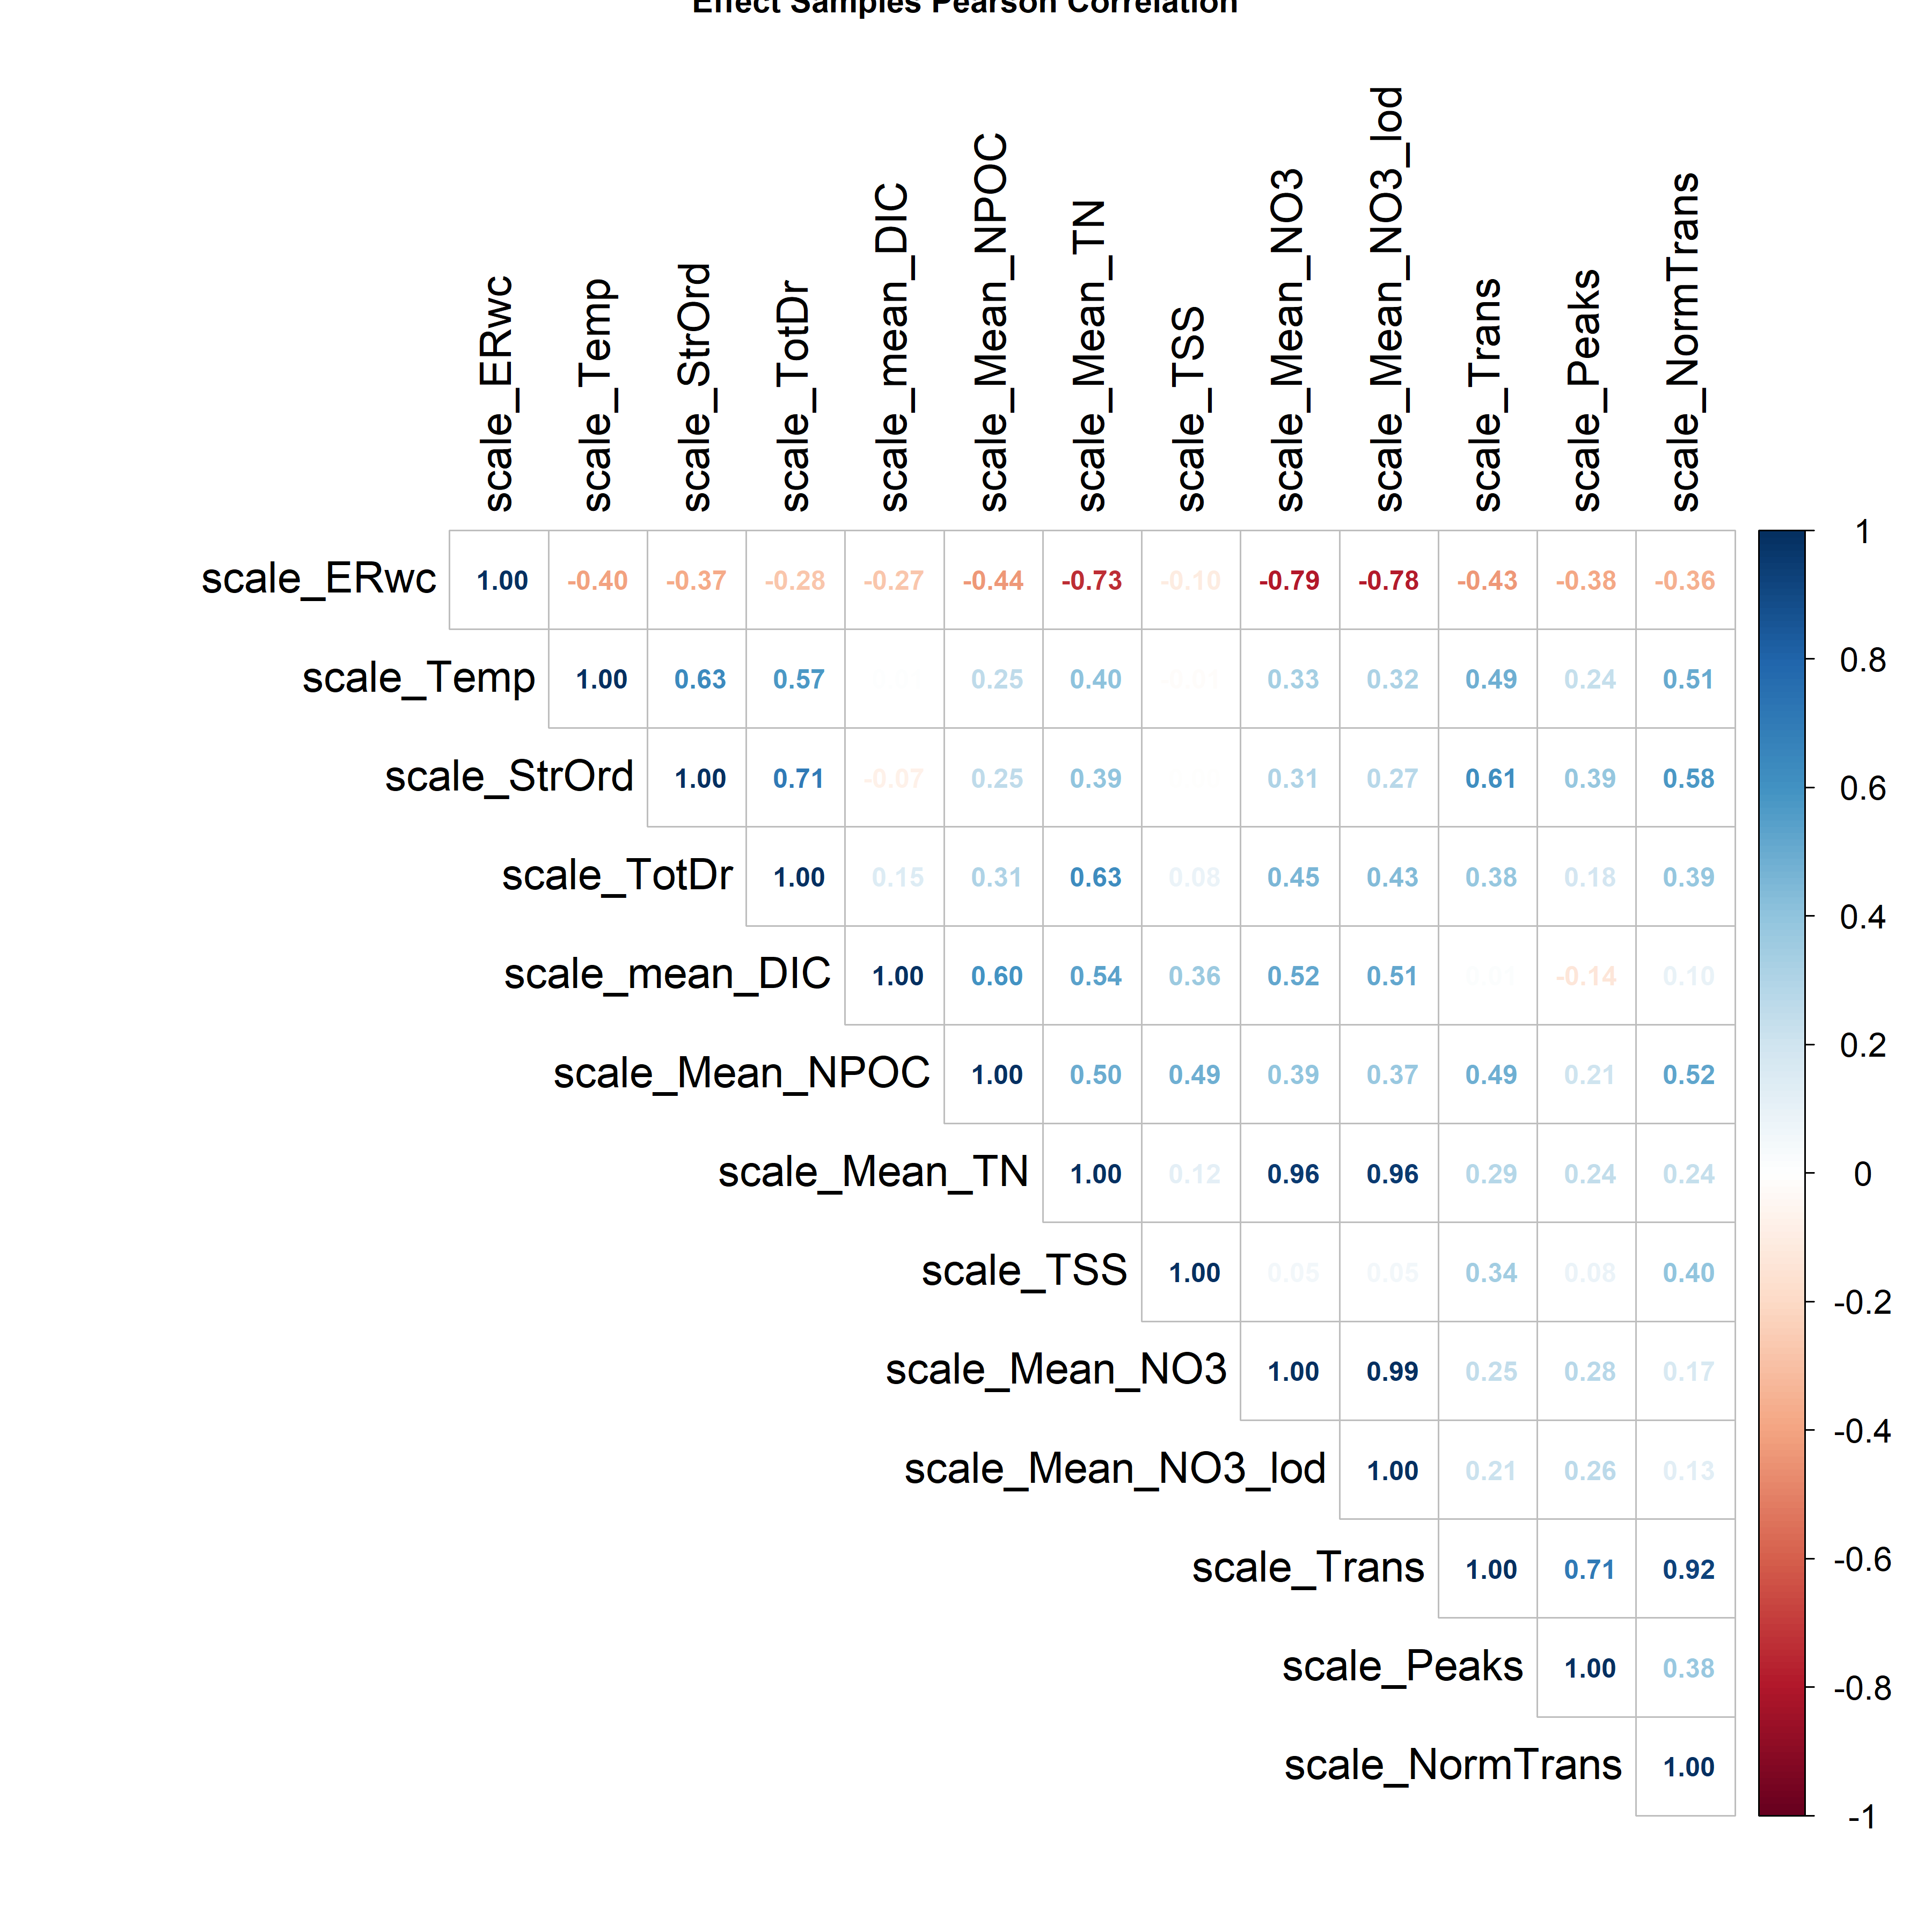 Effect Samples Pearson Correlation
scale_ERwc scale_Temp scale_StrOrd scale_TotDr scale_mean_DIC scale_Mean_NPOC scale_Mean_TN scale_TSS scale_Mean_NO3 scale_Mean_NO3_lod scale_Trans scale_Peaks scale_NormTrans
scale_ERwc 1.00 -0.40 -0.37 -0.28 -0.27 -0.44 -0.73 -0.10 -0.79 -0.78 -0.43 -0.38 -0.36
scale_Temp 1.00 0.63 0.57 0.25 0.40 -0.01 0.33 0.32 0.49 0.24 0.51
scale_StrOrd 1.00 0.71 -0.07 0.25 0.39 0.31 0.27 0.61 0.39 0.58
scale_TotDr 1.00 0.15 0.31 0.63 0.08 0.45 0.43 0.38 0.18 0.39
scale_mean_DIC 1.00 0.60 0.54 0.36 0.52 0.51 0.01 -0.14 0.10
scale_Mean_NPOC 1.00 0.50 0.49 0.39 0.37 0.49 0.21 0.52
scale_Mean_TN 1.00 0.12 0.96 0.96 0.29 0.24 0.24
scale_TSS 1.00 0.05 0.05 0.34 0.08 0.40
scale_Mean_NO3 1.00 0.99 0.25 0.28 0.17
scale_Mean_NO3_lod 1.00 0.21 0.26 0.13
scale_Trans 1.00 0.71 0.92
scale_Peaks 1.00 0.38
scale_NormTrans 1.00
1
0.8
0.6
0.4
0.2
0
-0.2
-0.4
-0.6
-0.8
-1